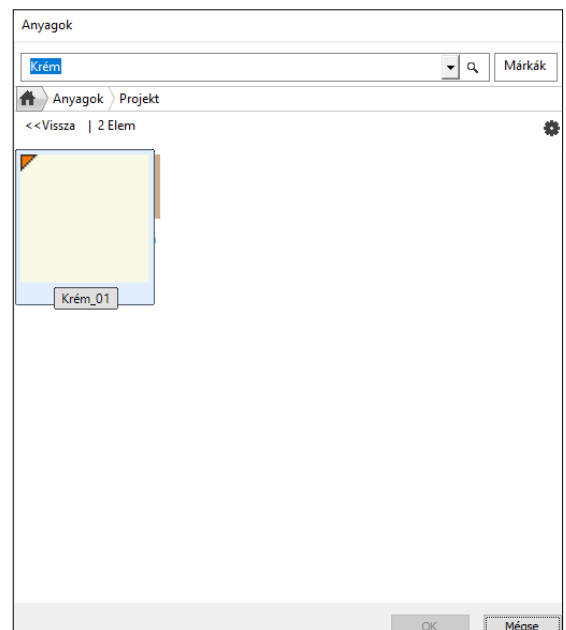 Anyagok
Krém
Márkák
Anyagok Projekt
<<Vissza | 2 Elem
Krém_01
OK Mégse